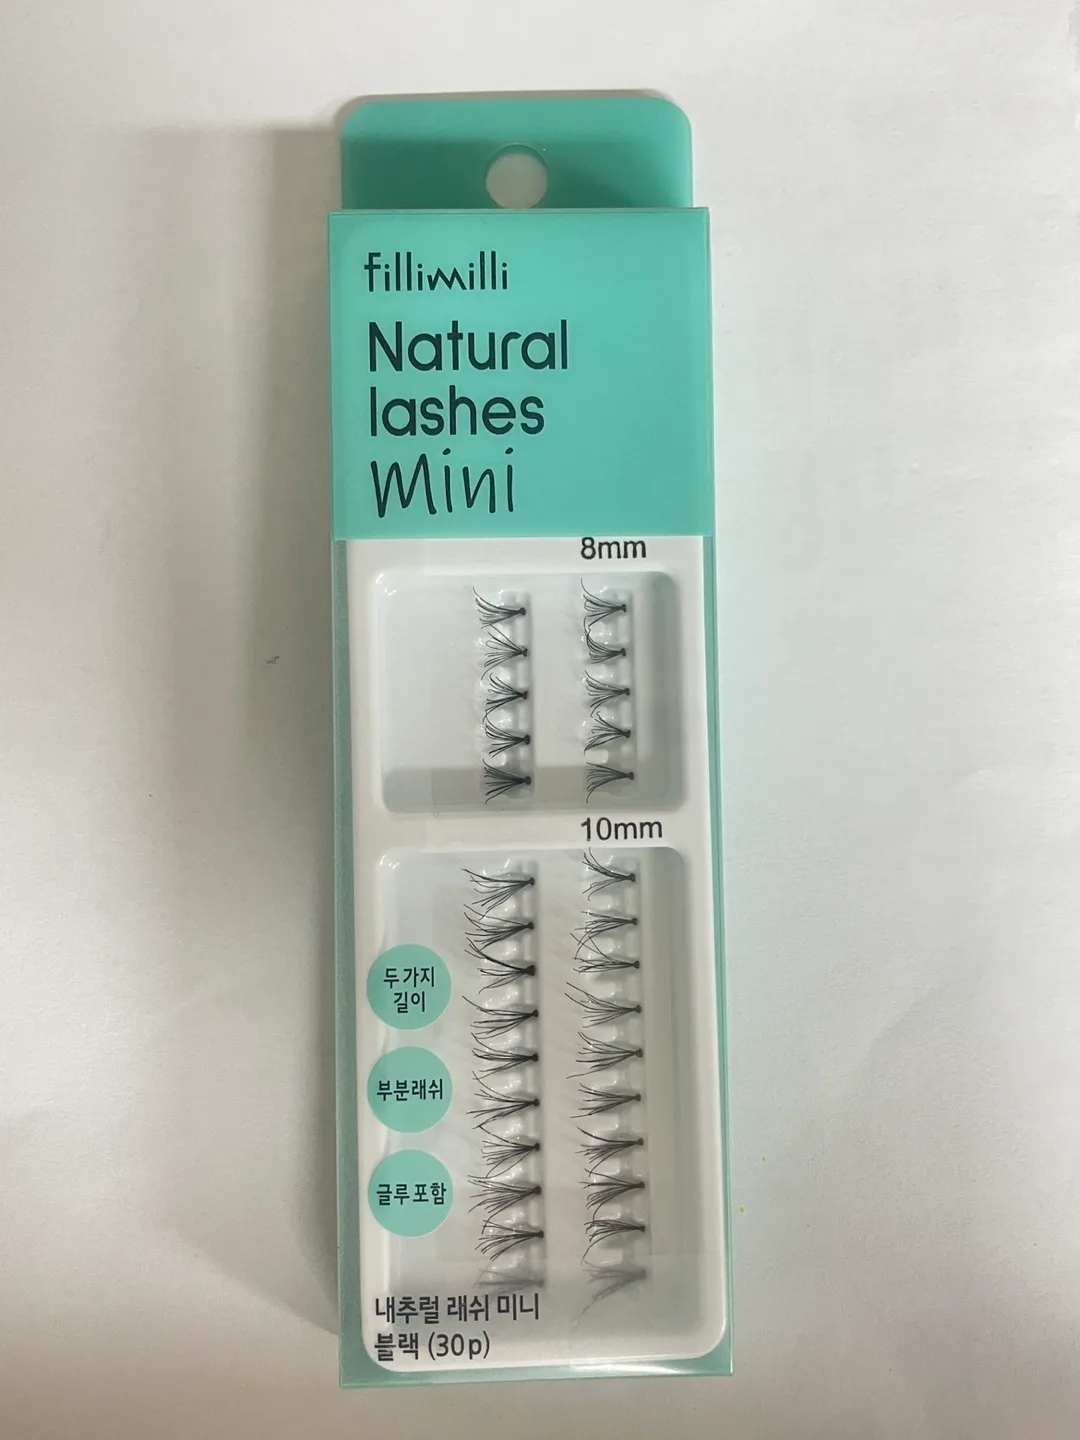 fillimilli
Natural
lashes
Mini
8mm
10mm
두 가지
길이
부분래쉬
글루 포함
내추럴 래쉬 미니
블랙 (30p)